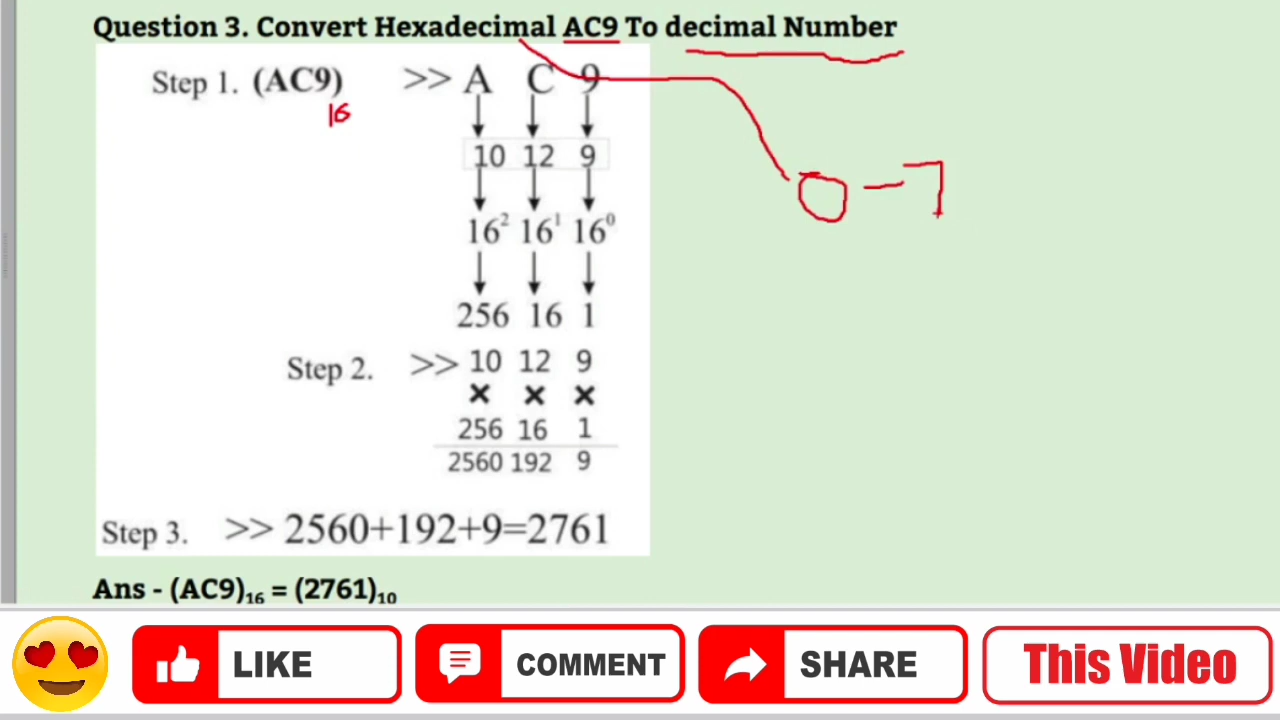 Question 3. Convert Hexadecimal AC9 To decimal Number
Step 1. (AC9) >> A C 9
16
10 12 9
0 - 7
16² 16¹ 16⁰
256 16 1
Step 2. >> 10 12 9
× × ×
256 16 1
2560 192 9
Step 3. >> 2560+192+9=2761
Ans - (AC9)₁₆ = (2761)₁₀
LIKE COMMENT SHARE This Video